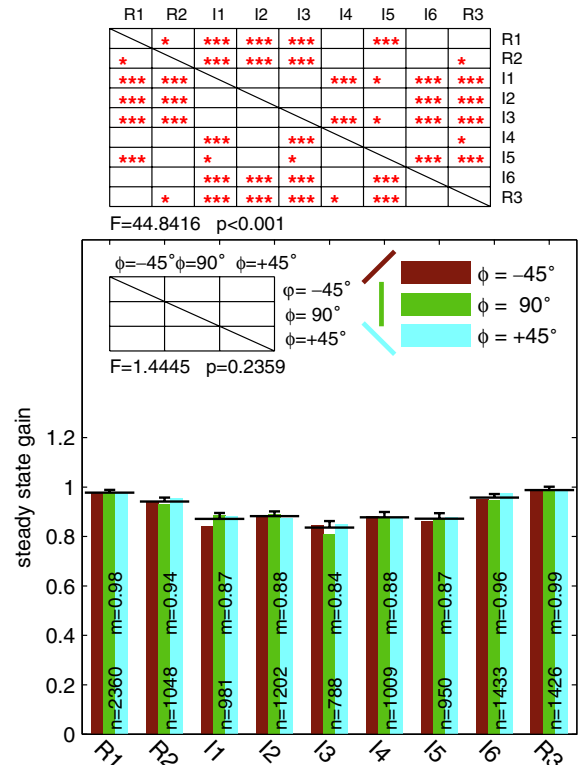 R1 R2 I1 I2 I3 I4 I5 I6 R3
* *** *** *** *** R1
* *** *** *** * R2
*** *** *** * *** *** I1
*** *** *** *** I2
*** *** *** * *** *** I3
*** *** * I4
*** * * *** *** I5
*** *** *** *** I6
* *** *** *** * *** R3
F=44.8416 p<0.001
ϕ=−45° ϕ=90° ϕ=+45°
φ= −45°
ϕ= 90°
ϕ=+45°
F=1.4445 p=0.2359
ϕ = −45°
ϕ = 90°
ϕ = +45°
steady state gain
1.2
1
0.8
0.6
0.4
0.2
0
m=0.98 m=0.94 m=0.87 m=0.88 m=0.84 m=0.88 m=0.87 m=0.96 m=0.99
n=2360 n=1048 n=981 n=1202 n=788 n=1009 n=950 n=1433 n=1426
R1 R2 I1 I2 I3 I4 I5 I6 R3